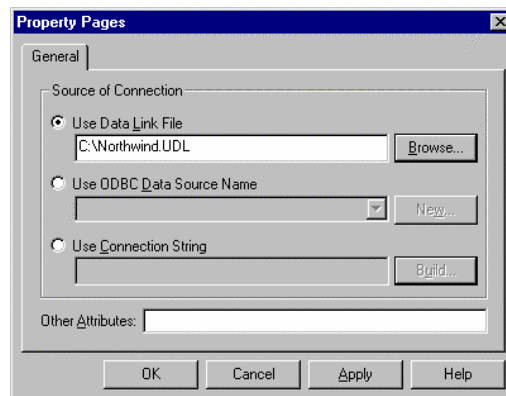 Property Pages
General
Source of Connection
Use Data Link File
C:\Northwind.UDL
Browse...
Use ODBC Data Source Name
New...
Use Connection String
Build...
Other Attributes:
OK
Cancel
Apply
Help